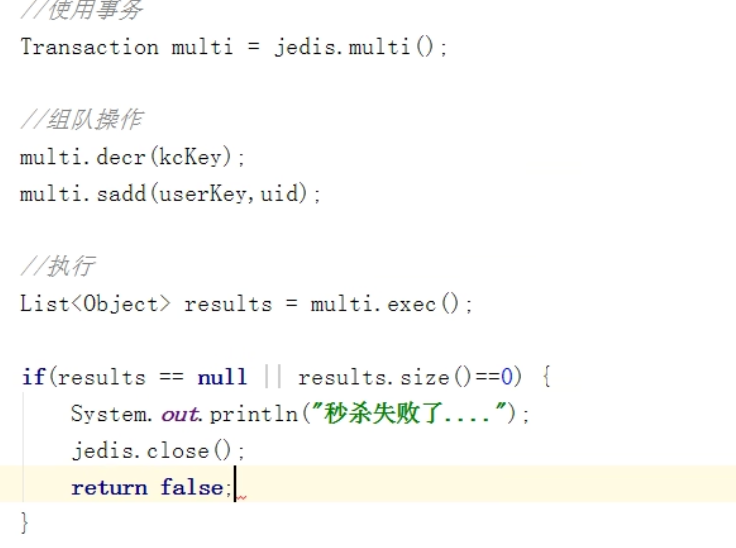 //使用事务
Transaction multi = jedis.multi();
//组队操作
multi.decr(kcKey);
multi.sadd(userKey,uid);
//执行
List<Object> results = multi.exec();
if(results == null || results.size()==0) {
System.out.println("秒杀失败了....");
jedis.close();
return false;
}